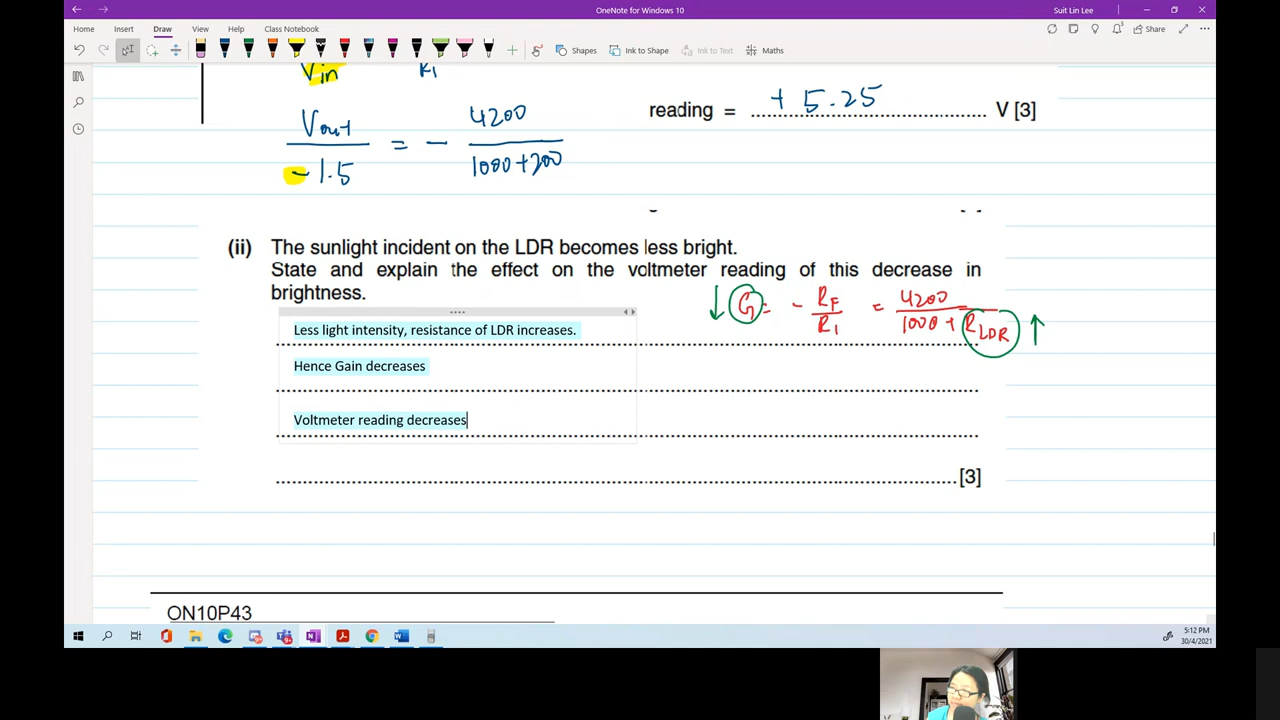 OneNote for Windows 10
Suit Lin Lee
Home Insert Draw View Help Class Notebook
Share
Shapes Ink to Shape Ink to Text Maths
Vin R1
reading = + 5.25 V [3]
Vout / -1.5 = - 4200 / 1000+200
(ii) The sunlight incident on the LDR becomes less bright.
State and explain the effect on the voltmeter reading of this decrease in
brightness.
↓ G = - RF / R1 = 4200 / 1000 + RLDR ↑
Less light intensity, resistance of LDR increases.
Hence Gain decreases
Voltmeter reading decreases
[3]
ON10P43
5:12 PM
30/4/2021